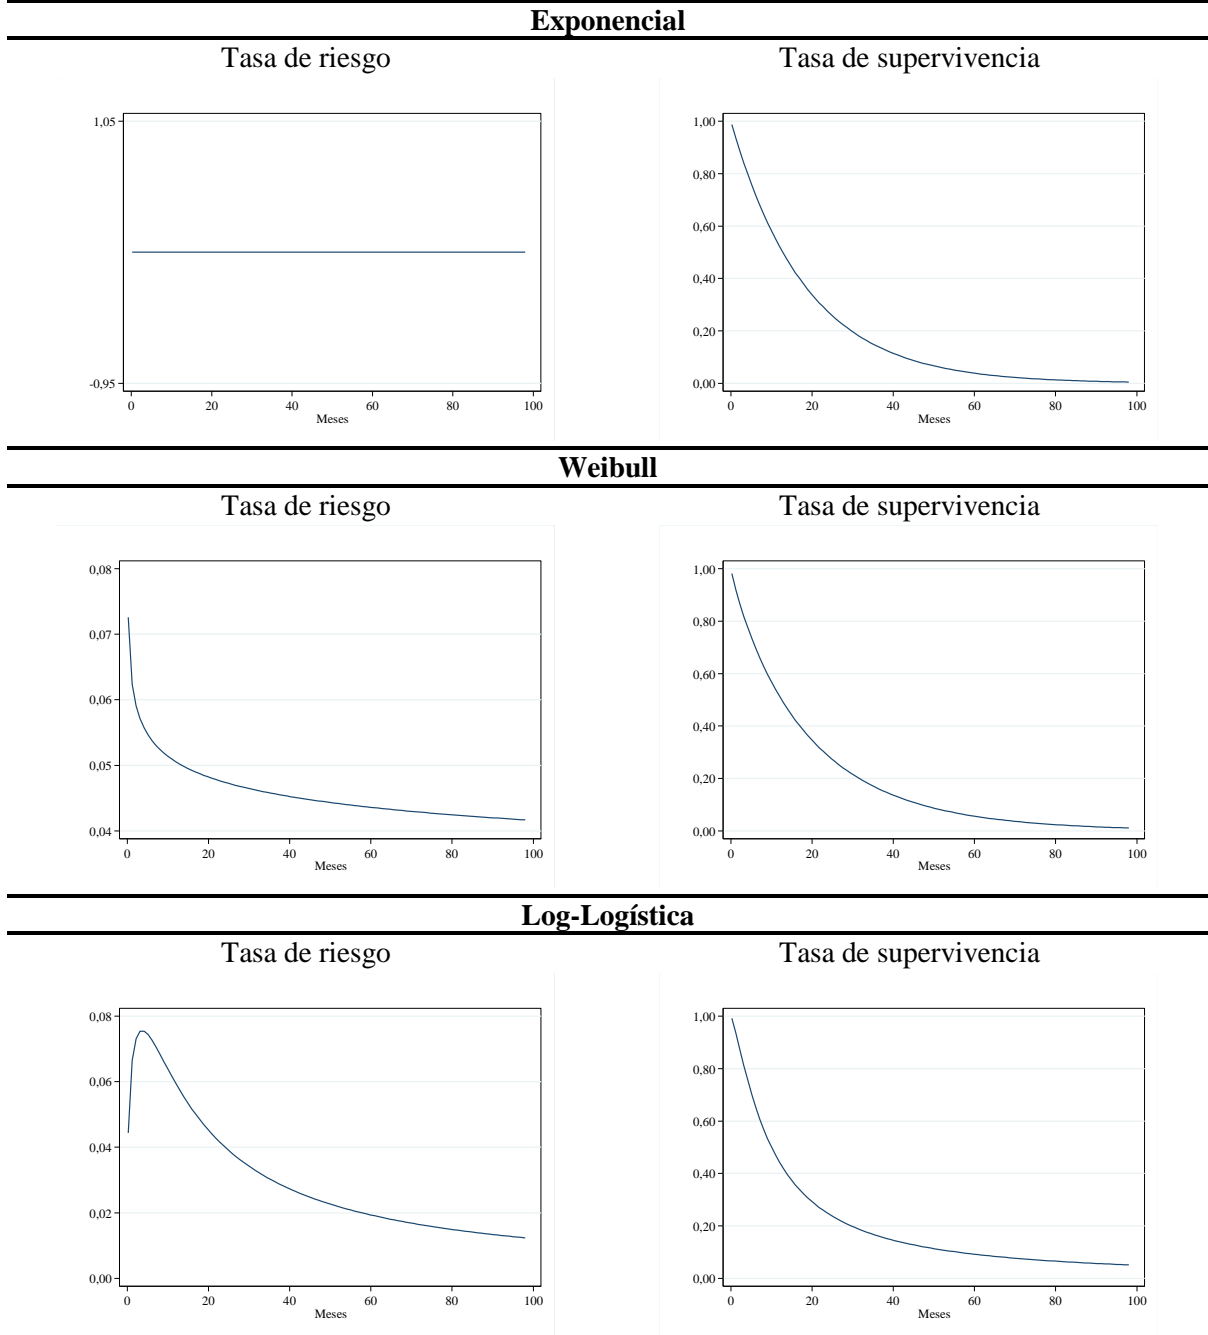 Exponencial
Tasa de riesgo
Tasa de supervivencia
1,05
-0,95
0 20 40 60 80 100
Meses
1,00
0,80
0,60
0,40
0,20
0,00
0 20 40 60 80 100
Meses
Weibull
Tasa de riesgo
Tasa de supervivencia
0,08
0,07
0,06
0,05
0,04
0 20 40 60 80 100
Meses
1,00
0,80
0,60
0,40
0,20
0,00
0 20 40 60 80 100
Meses
Log-Logística
Tasa de riesgo
Tasa de supervivencia
0,08
0,06
0,04
0,02
0,00
0 20 40 60 80 100
Meses
1,00
0,80
0,60
0,40
0,20
0,00
0 20 40 60 80 100
Meses